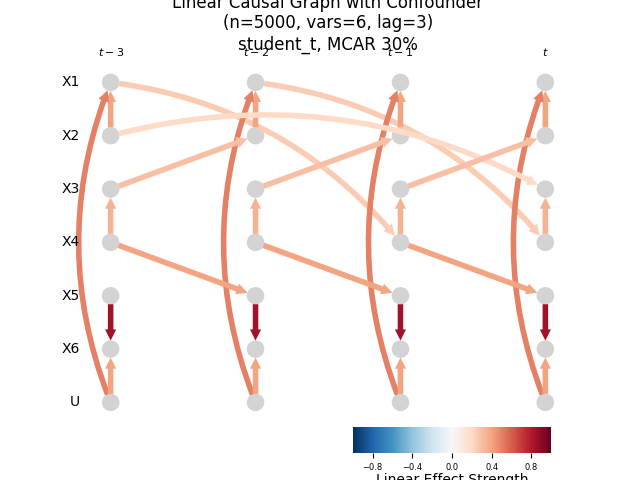 Linear Causal Graph with Confounder
(n=5000, vars=6, lag=3)
student_t, MCAR 30%
t − 3 t − 2 t − 1 t
X1
X2
X3
X4
X5
X6
U
−0.8 −0.4 0.0 0.4 0.8
Linear Effect Strength